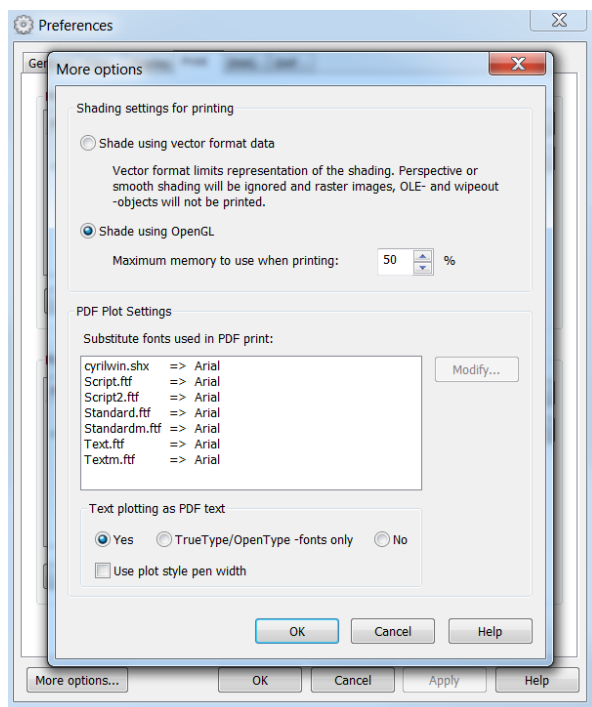 Preferences
Ger
More options
Shading settings for printing
Shade using vector format data
Vector format limits representation of the shading. Perspective or
smooth shading will be ignored and raster images, OLE- and wipeout
-objects will not be printed.
Shade using OpenGL
Maximum memory to use when printing: 50 %
PDF Plot Settings
Substitute fonts used in PDF print:
cyrilwin.shx => Arial
Modify...
Script.ftf => Arial
Script2.ftf => Arial
Standard.ftf => Arial
Standardm.ftf => Arial
Text.ftf => Arial
Textm.ftf => Arial
Text plotting as PDF text
Yes TrueType/OpenType -fonts only No
Use plot style pen width
OK Cancel Help
More options... OK Cancel Apply Help